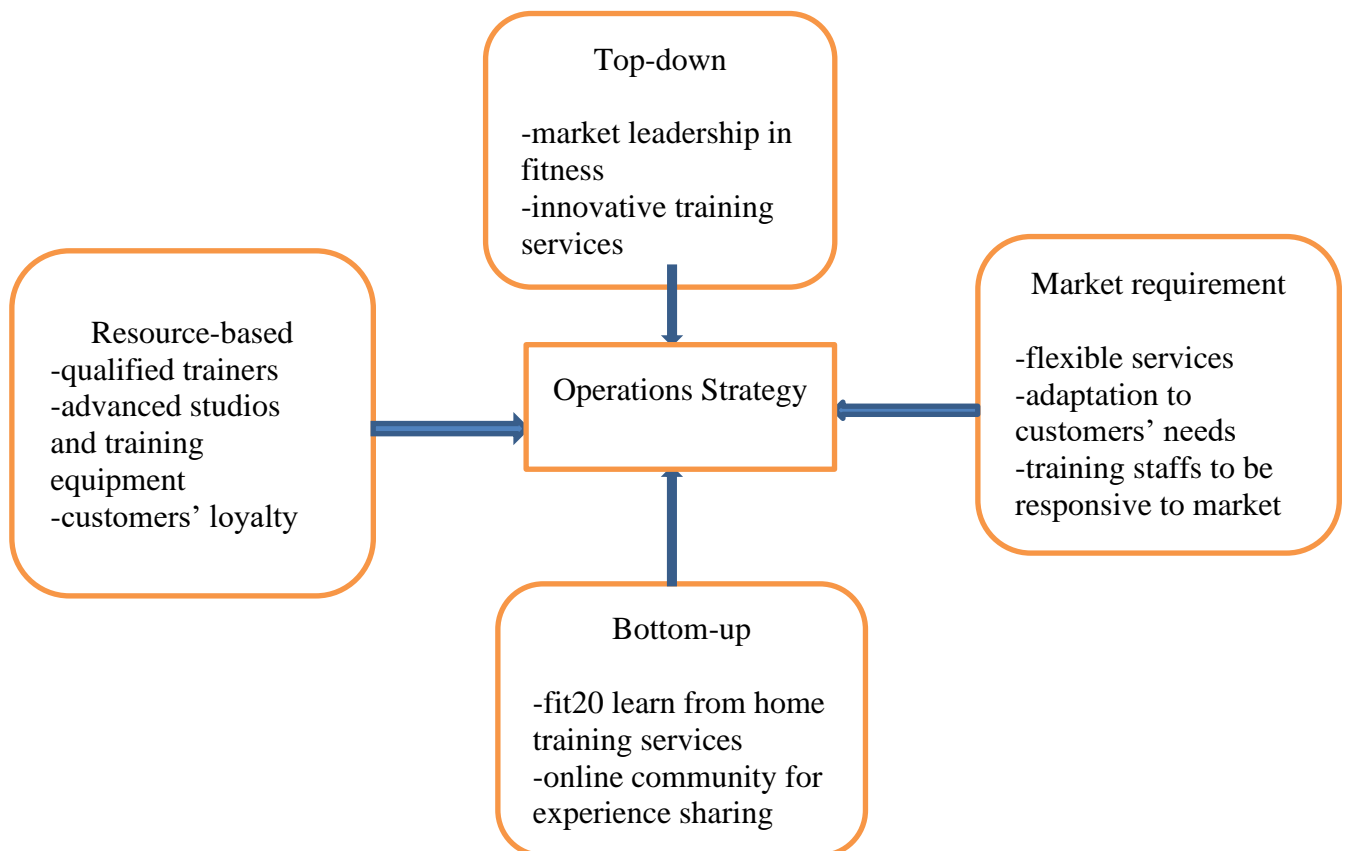 Top-down
-market leadership in
fitness
-innovative training
services
Resource-based
-qualified trainers
-advanced studios
and training
equipment
-customers’ loyalty
Operations Strategy
Market requirement
-flexible services
-adaptation to
customers’ needs
-training staffs to be
responsive to market
Bottom-up
-fit20 learn from home
training services
-online community for
experience sharing